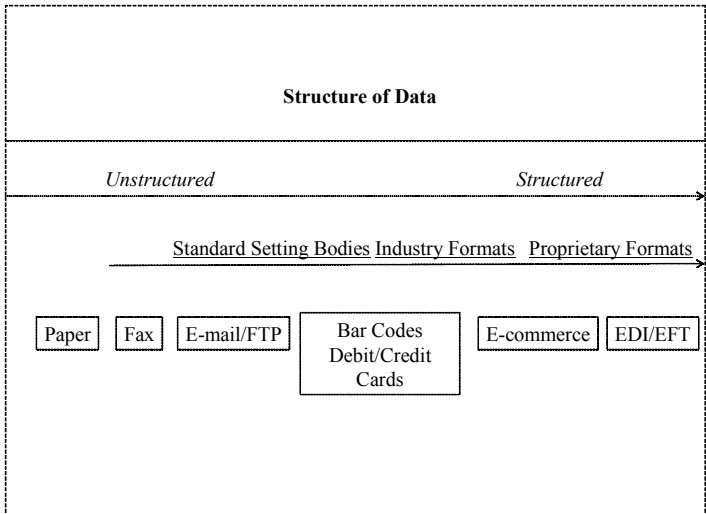 Structure of Data
Unstructured Structured
Standard Setting Bodies Industry Formats Proprietary Formats
Paper Fax E-mail/FTP Bar Codes E-commerce EDI/EFT
Debit/Credit
Cards